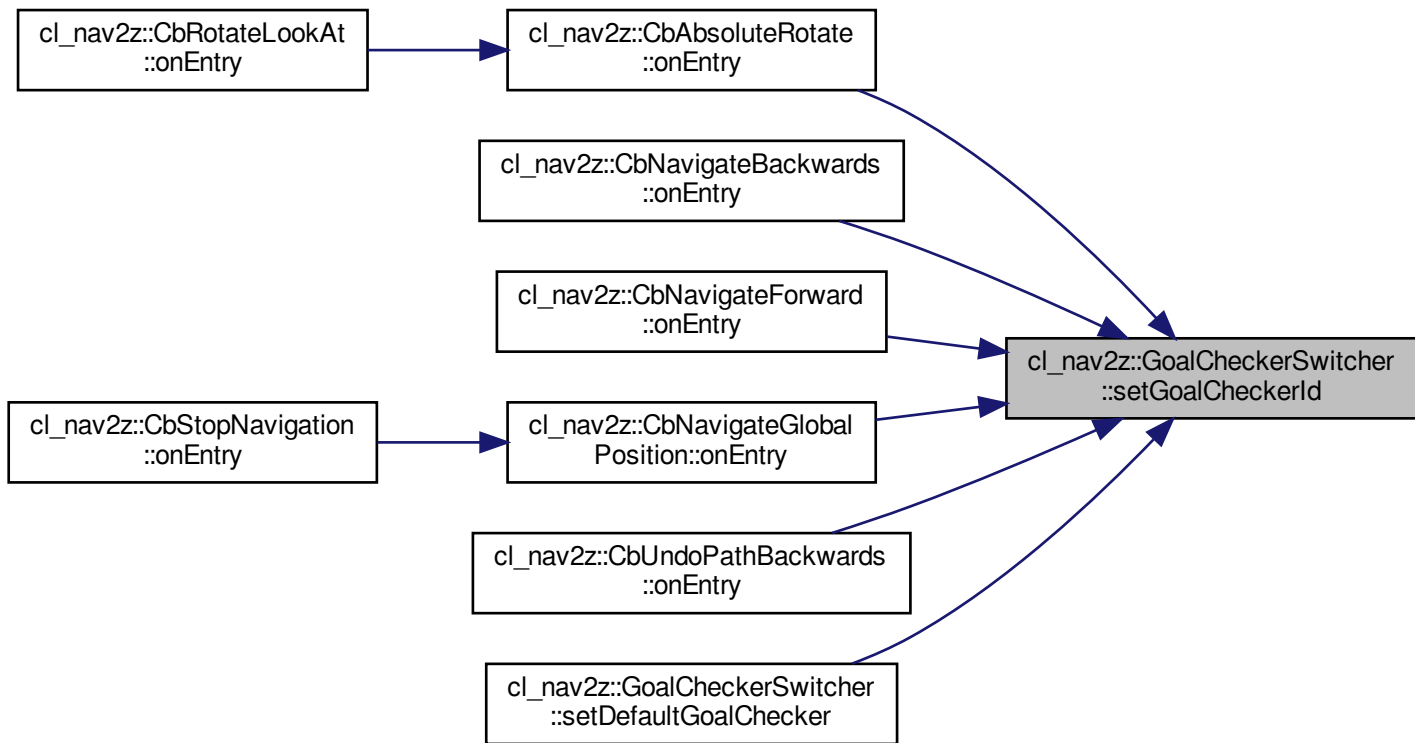 cl_nav2z::CbRotateLookAt
::onEntry
cl_nav2z::CbAbsoluteRotate
::onEntry
cl_nav2z::CbNavigateBackwards
::onEntry
cl_nav2z::CbNavigateForward
::onEntry
cl_nav2z::GoalCheckerSwitcher
::setGoalCheckerId
cl_nav2z::CbStopNavigation
::onEntry
cl_nav2z::CbNavigateGlobal
Position::onEntry
cl_nav2z::CbUndoPathBackwards
::onEntry
cl_nav2z::GoalCheckerSwitcher
::setDefaultGoalChecker